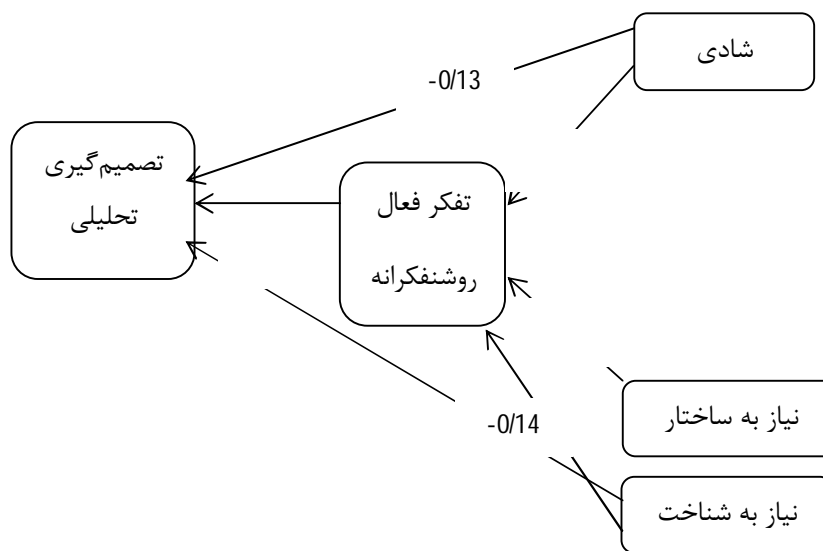 شادی
-0/13
تصمیم‌گیری
تحلیلی
تفکر فعال
روشنفکرانه
نیاز به ساختار
-0/14
نیاز به شناخت